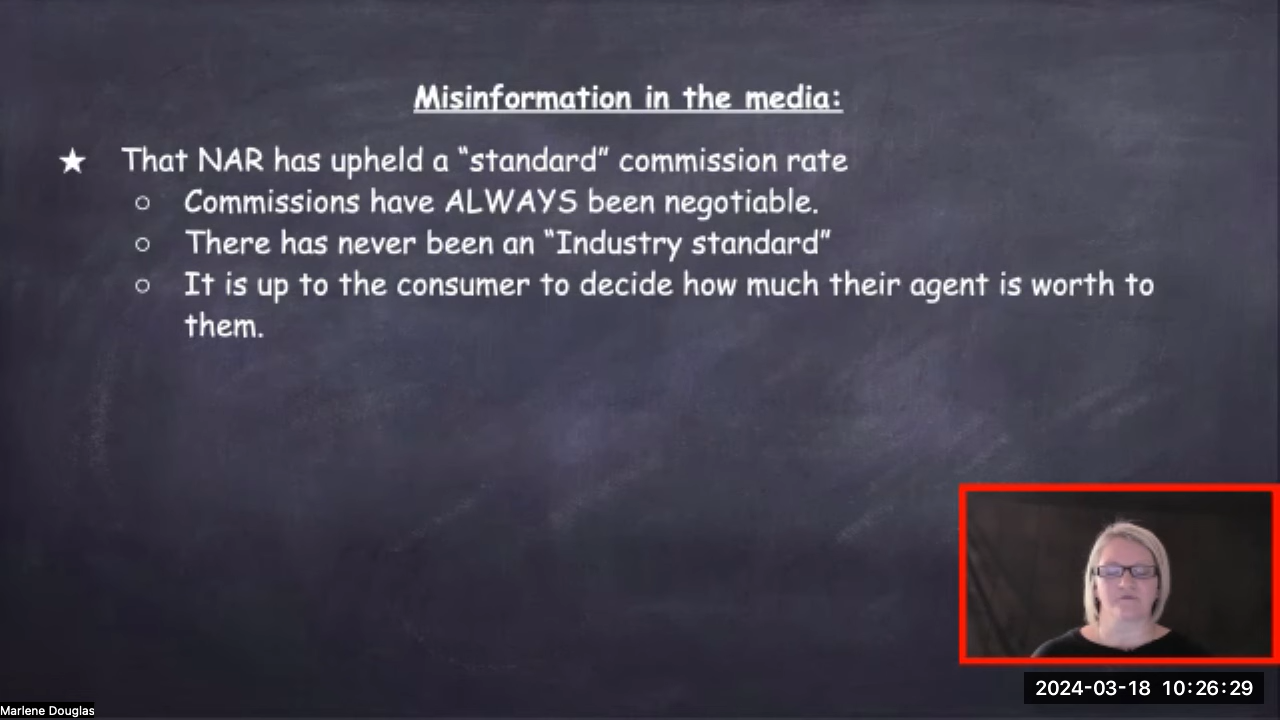 Misinformation in the media:
★ That NAR has upheld a “standard” commission rate
○ Commissions have ALWAYS been negotiable.
○ There has never been an “Industry standard”
○ It is up to the consumer to decide how much their agent is worth to
them.
2024-03-18 10:26:29
Marlene Douglas